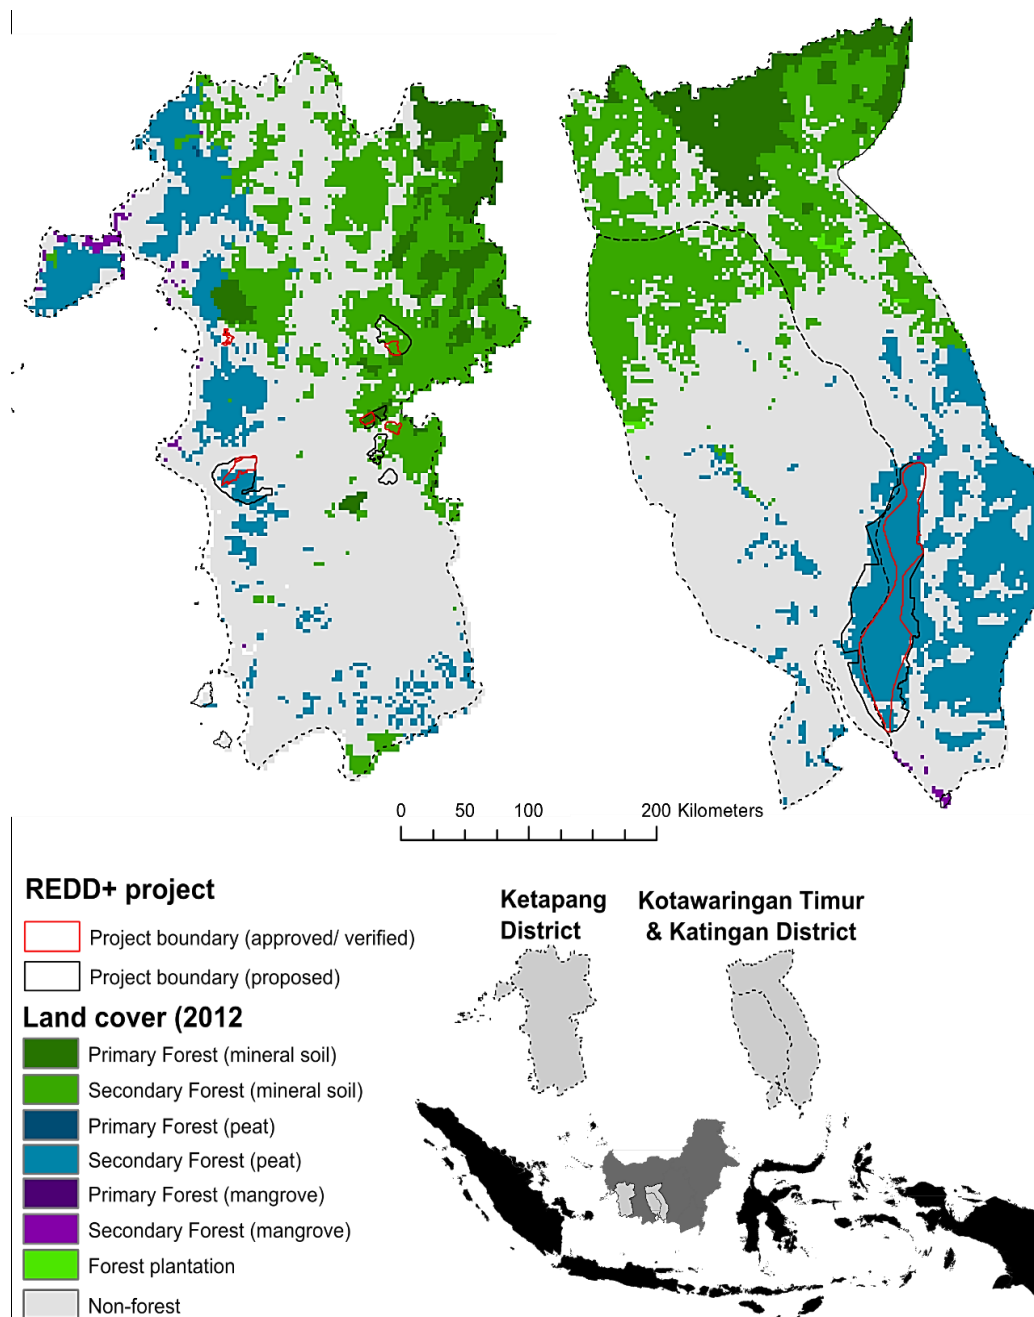 0 50 100 200 Kilometers
REDD+ project
Project boundary (approved/ verified)
Project boundary (proposed)
Land cover (2012
Primary Forest (mineral soil)
Secondary Forest (mineral soil)
Primary Forest (peat)
Secondary Forest (peat)
Primary Forest (mangrove)
Secondary Forest (mangrove)
Forest plantation
Non-forest
Ketapang
District
Kotawaringan Timur
& Katingan District